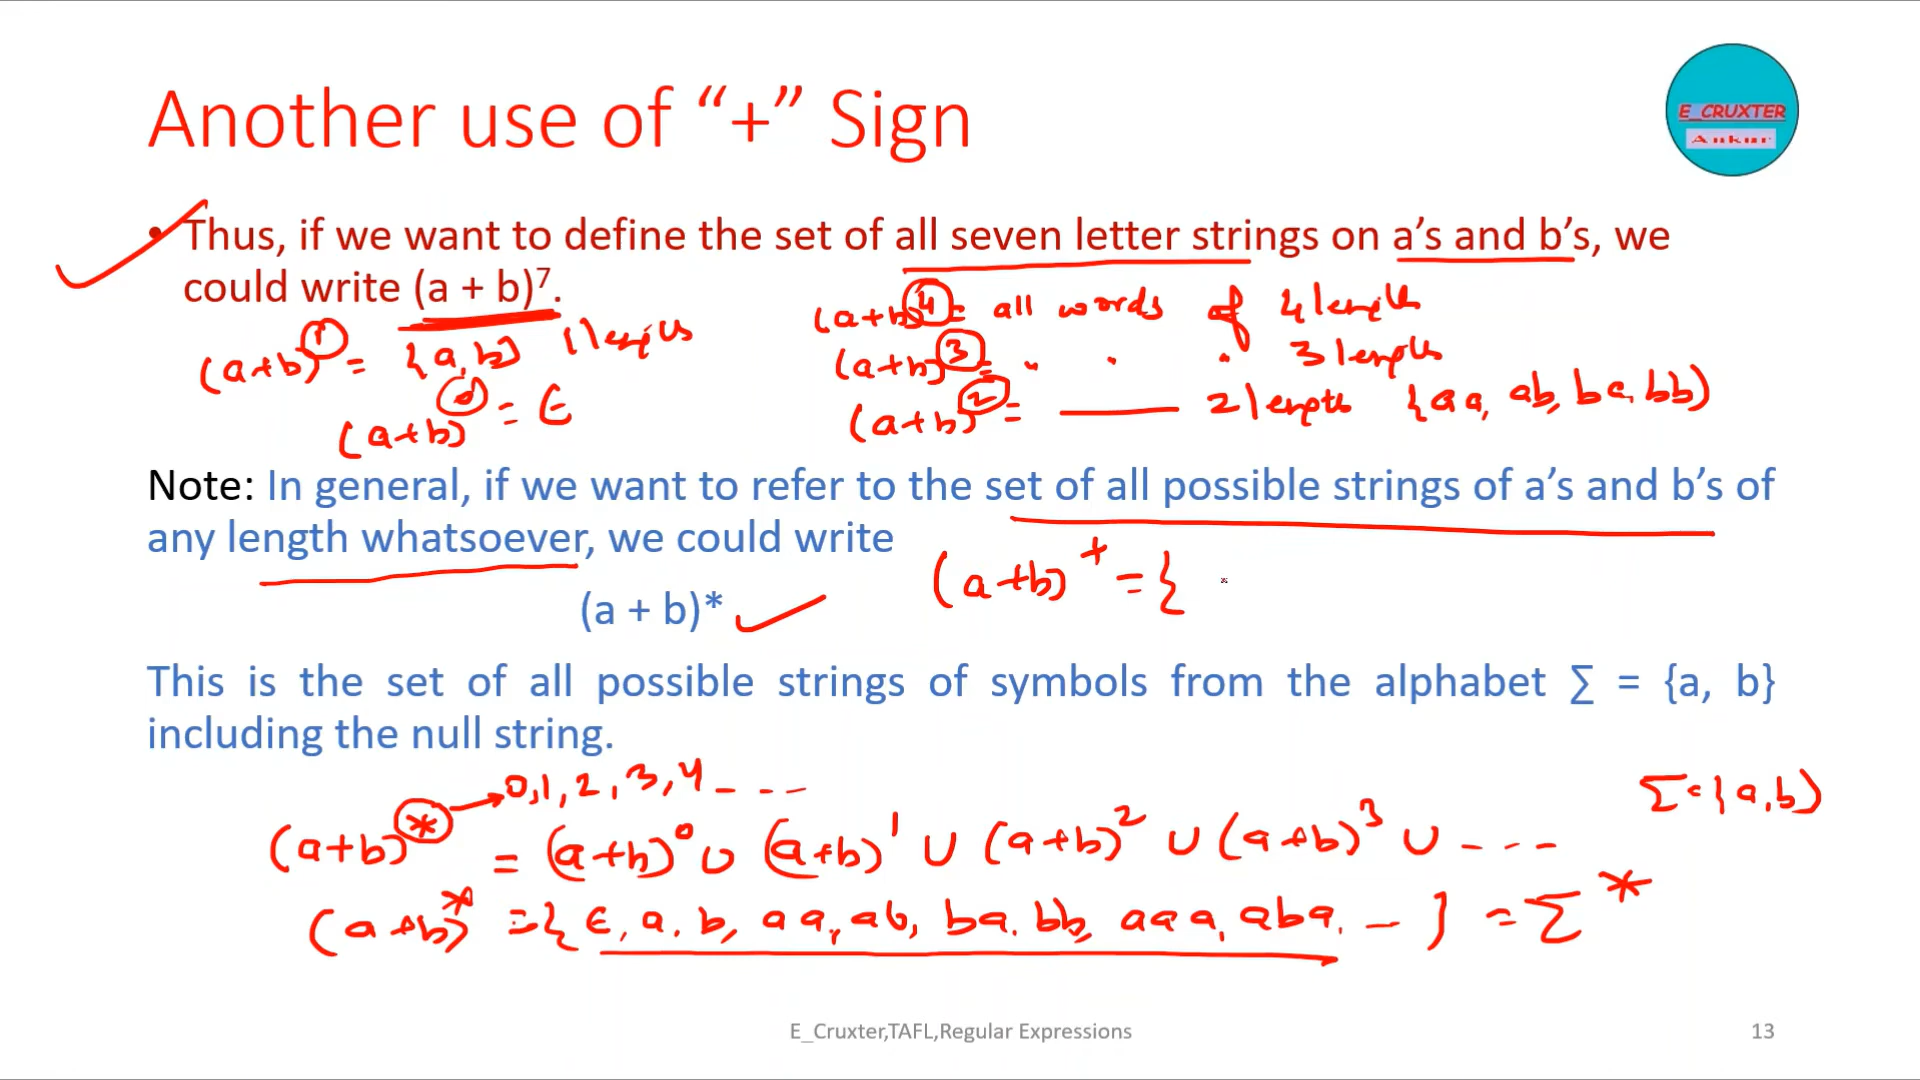 Another use of “+” Sign
E_CRUXTER
Ankur
• Thus, if we want to define the set of all seven letter strings on a’s and b’s, we
could write (a + b)⁷.
(a+b)¹ = {a,b} 1 length
(a+b)⁰ = ∈
(a+b)⁴ = all words of 4 length
(a+b)³ = " " " 3 length
(a+b)² = —— 2 length {aa, ab, ba, bb}
Note: In general, if we want to refer to the set of all possible strings of a’s and b’s of
any length whatsoever, we could write
(a+b)⁺ = {
(a + b)*
This is the set of all possible strings of symbols from the alphabet ∑ = {a, b}
including the null string.
0,1,2,3,4 - - - -
Σ = {a,b}
(a+b)* = (a+b)⁰ ∪ (a+b)¹ ∪ (a+b)² ∪ (a+b)³ ∪ - - - -
(a+b)* = {∈, a, b, aa, ab, ba, bb, aaa, aba, — } = Σ*
E_Cruxter,TAFL,Regular Expressions
13